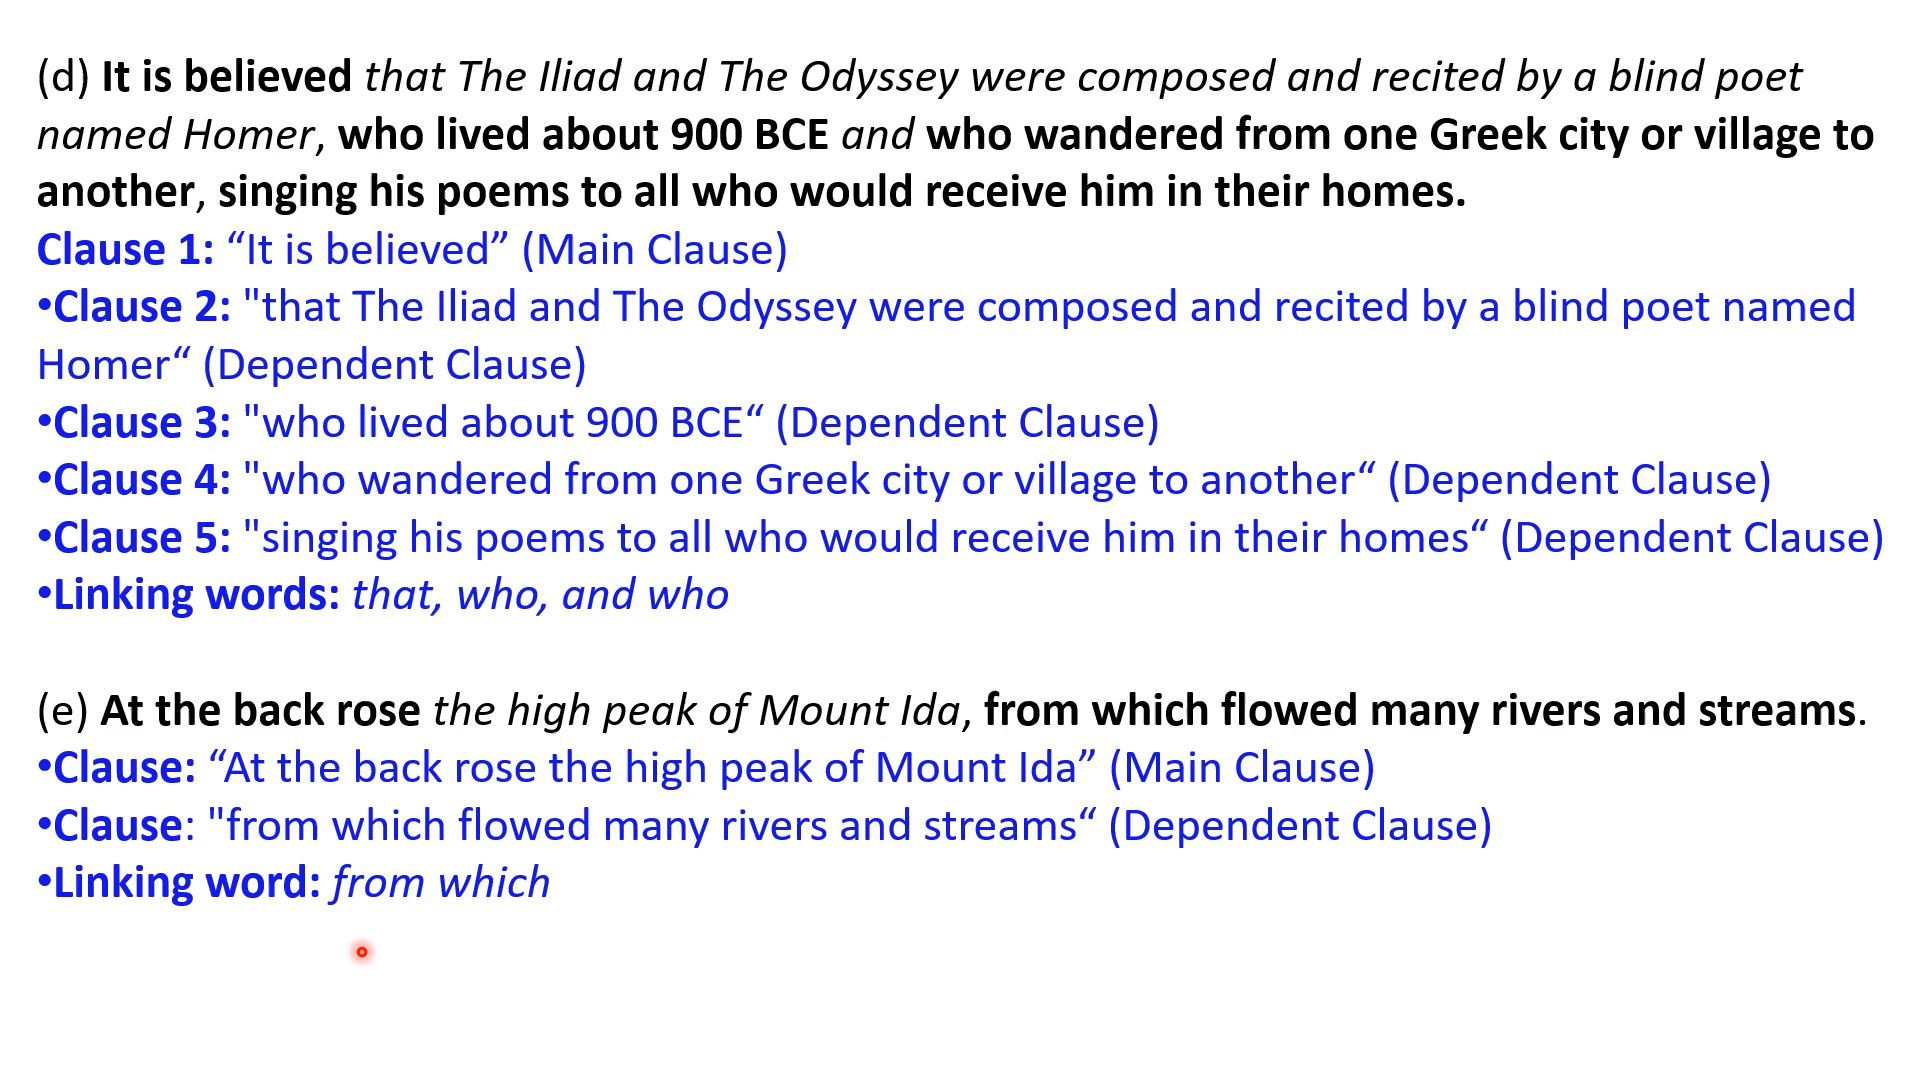 (d) It is believed that The Iliad and The Odyssey were composed and recited by a blind poet
named Homer, who lived about 900 BCE and who wandered from one Greek city or village to
another, singing his poems to all who would receive him in their homes.
Clause 1: “It is believed” (Main Clause)
•Clause 2: "that The Iliad and The Odyssey were composed and recited by a blind poet named
Homer“ (Dependent Clause)
•Clause 3: "who lived about 900 BCE“ (Dependent Clause)
•Clause 4: "who wandered from one Greek city or village to another“ (Dependent Clause)
•Clause 5: "singing his poems to all who would receive him in their homes“ (Dependent Clause)
•Linking words: that, who, and who
(e) At the back rose the high peak of Mount Ida, from which flowed many rivers and streams.
•Clause: “At the back rose the high peak of Mount Ida” (Main Clause)
•Clause: "from which flowed many rivers and streams“ (Dependent Clause)
•Linking word: from which